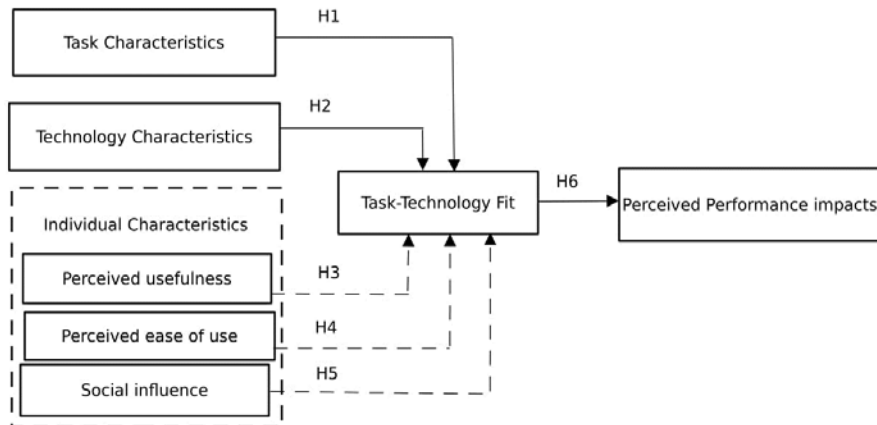 H1
Task Characteristics
H2
Technology Characteristics
H6
Task-Technology Fit
Perceived Performance impacts
Individual Characteristics
Perceived usefulness
H3
Perceived ease of use
H4
Social influence
H5